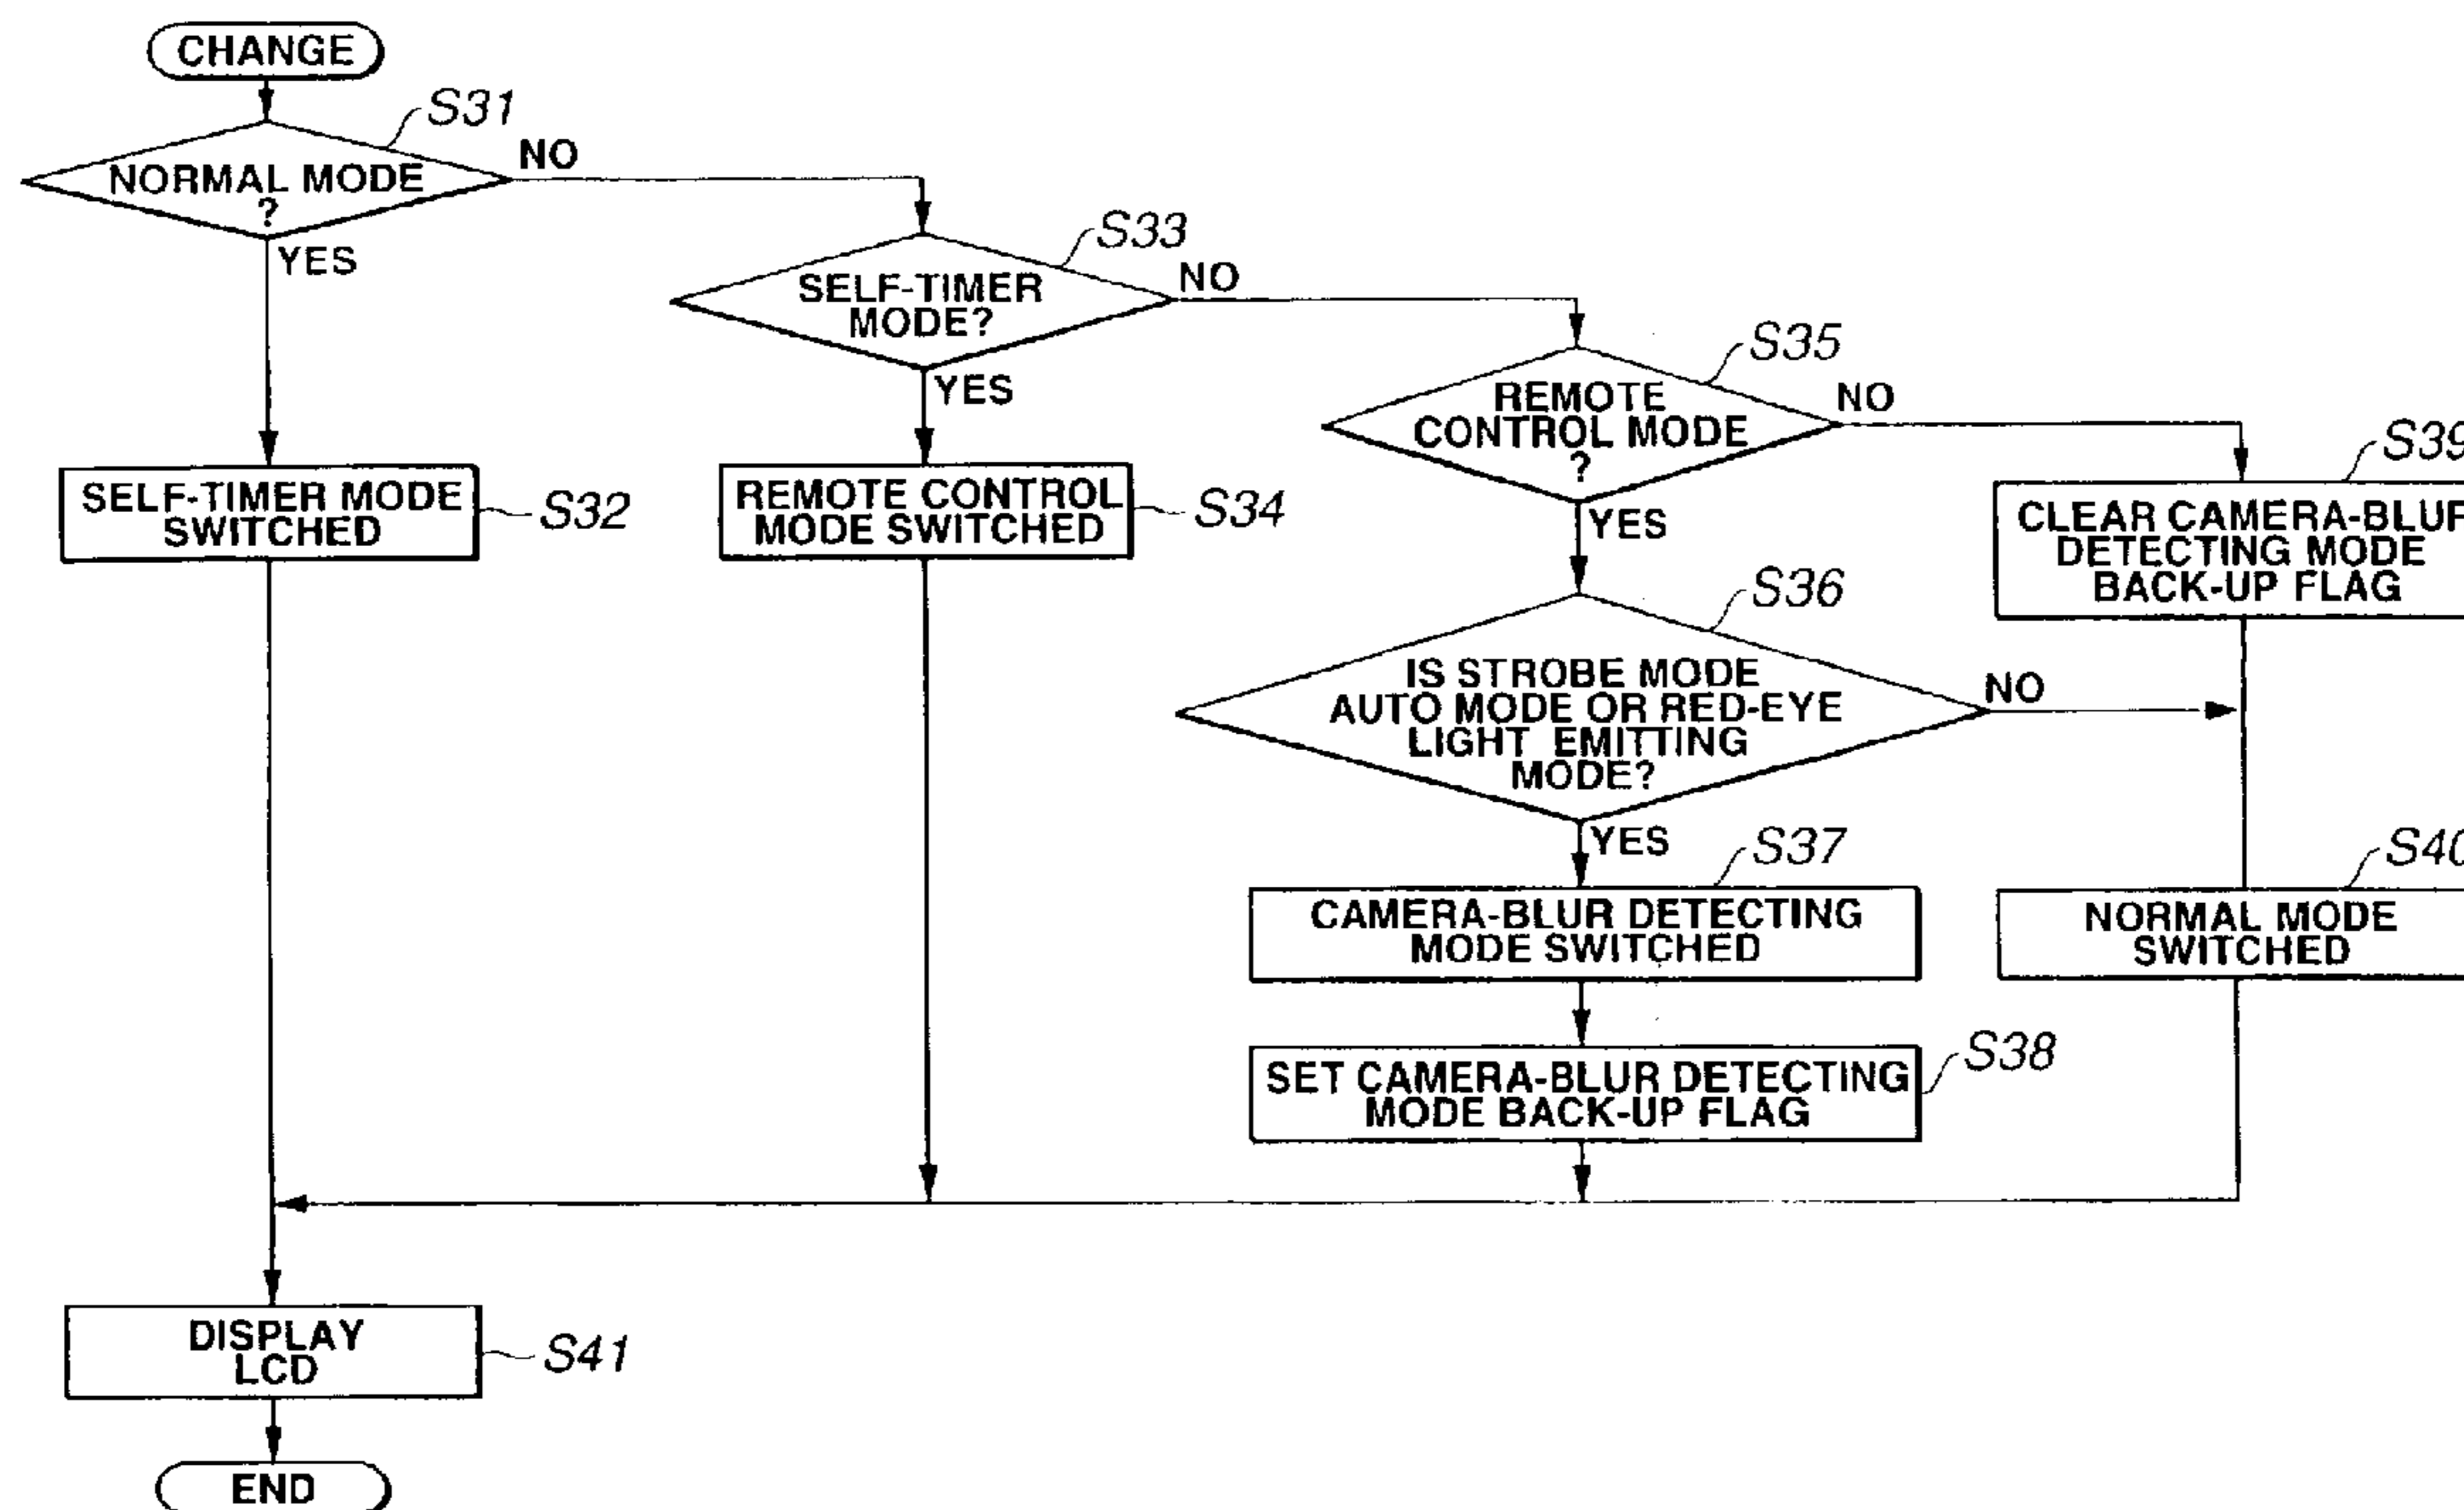 CHANGE
S31
NORMAL MODE
?
NO
YES
S33
SELF-TIMER
MODE?
NO
YES
S35
REMOTE
CONTROL MODE
?
NO
YES
SELF-TIMER MODE
SWITCHED
S32
REMOTE CONTROL
MODE SWITCHED
S34
S39
CLEAR CAMERA-BLUR
DETECTING MODE
BACK-UP FLAG
S36
IS STROBE MODE
AUTO MODE OR RED-EYE
LIGHT EMITTING
MODE?
NO
YES
S37
CAMERA-BLUR DETECTING
MODE SWITCHED
S40
NORMAL MODE
SWITCHED
SET CAMERA-BLUR DETECTING
MODE BACK-UP FLAG
S38
DISPLAY
LCD
S41
END